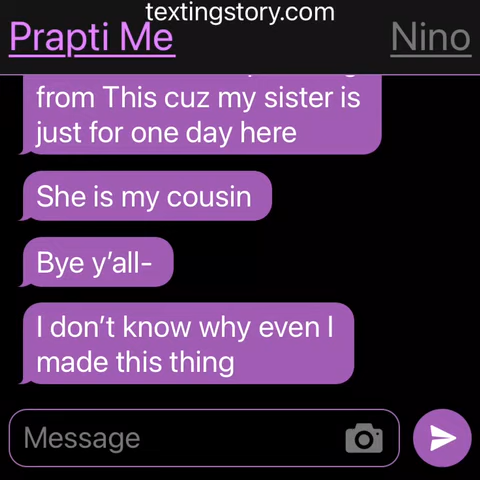 textingstory.com
Prapti Me
Nino
from This cuz my sister is
just for one day here
She is my cousin
Bye y’all-
I don’t know why even I
made this thing
Message